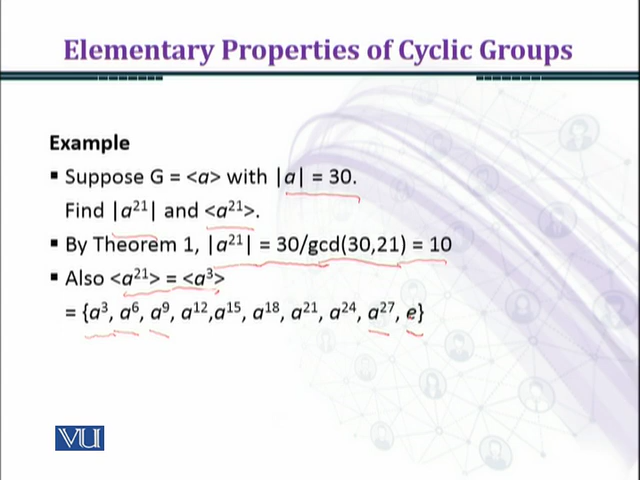 Elementary Properties of Cyclic Groups
Example
▪ Suppose G = <a> with |a| = 30.
Find |a²¹| and <a²¹>.
▪ By Theorem 1, |a²¹| = 30/gcd(30,21) = 10
▪ Also <a²¹> = <a³>
= {a³, a⁶, a⁹, a¹²,a¹⁵, a¹⁸, a²¹, a²⁴, a²⁷, e}
VU